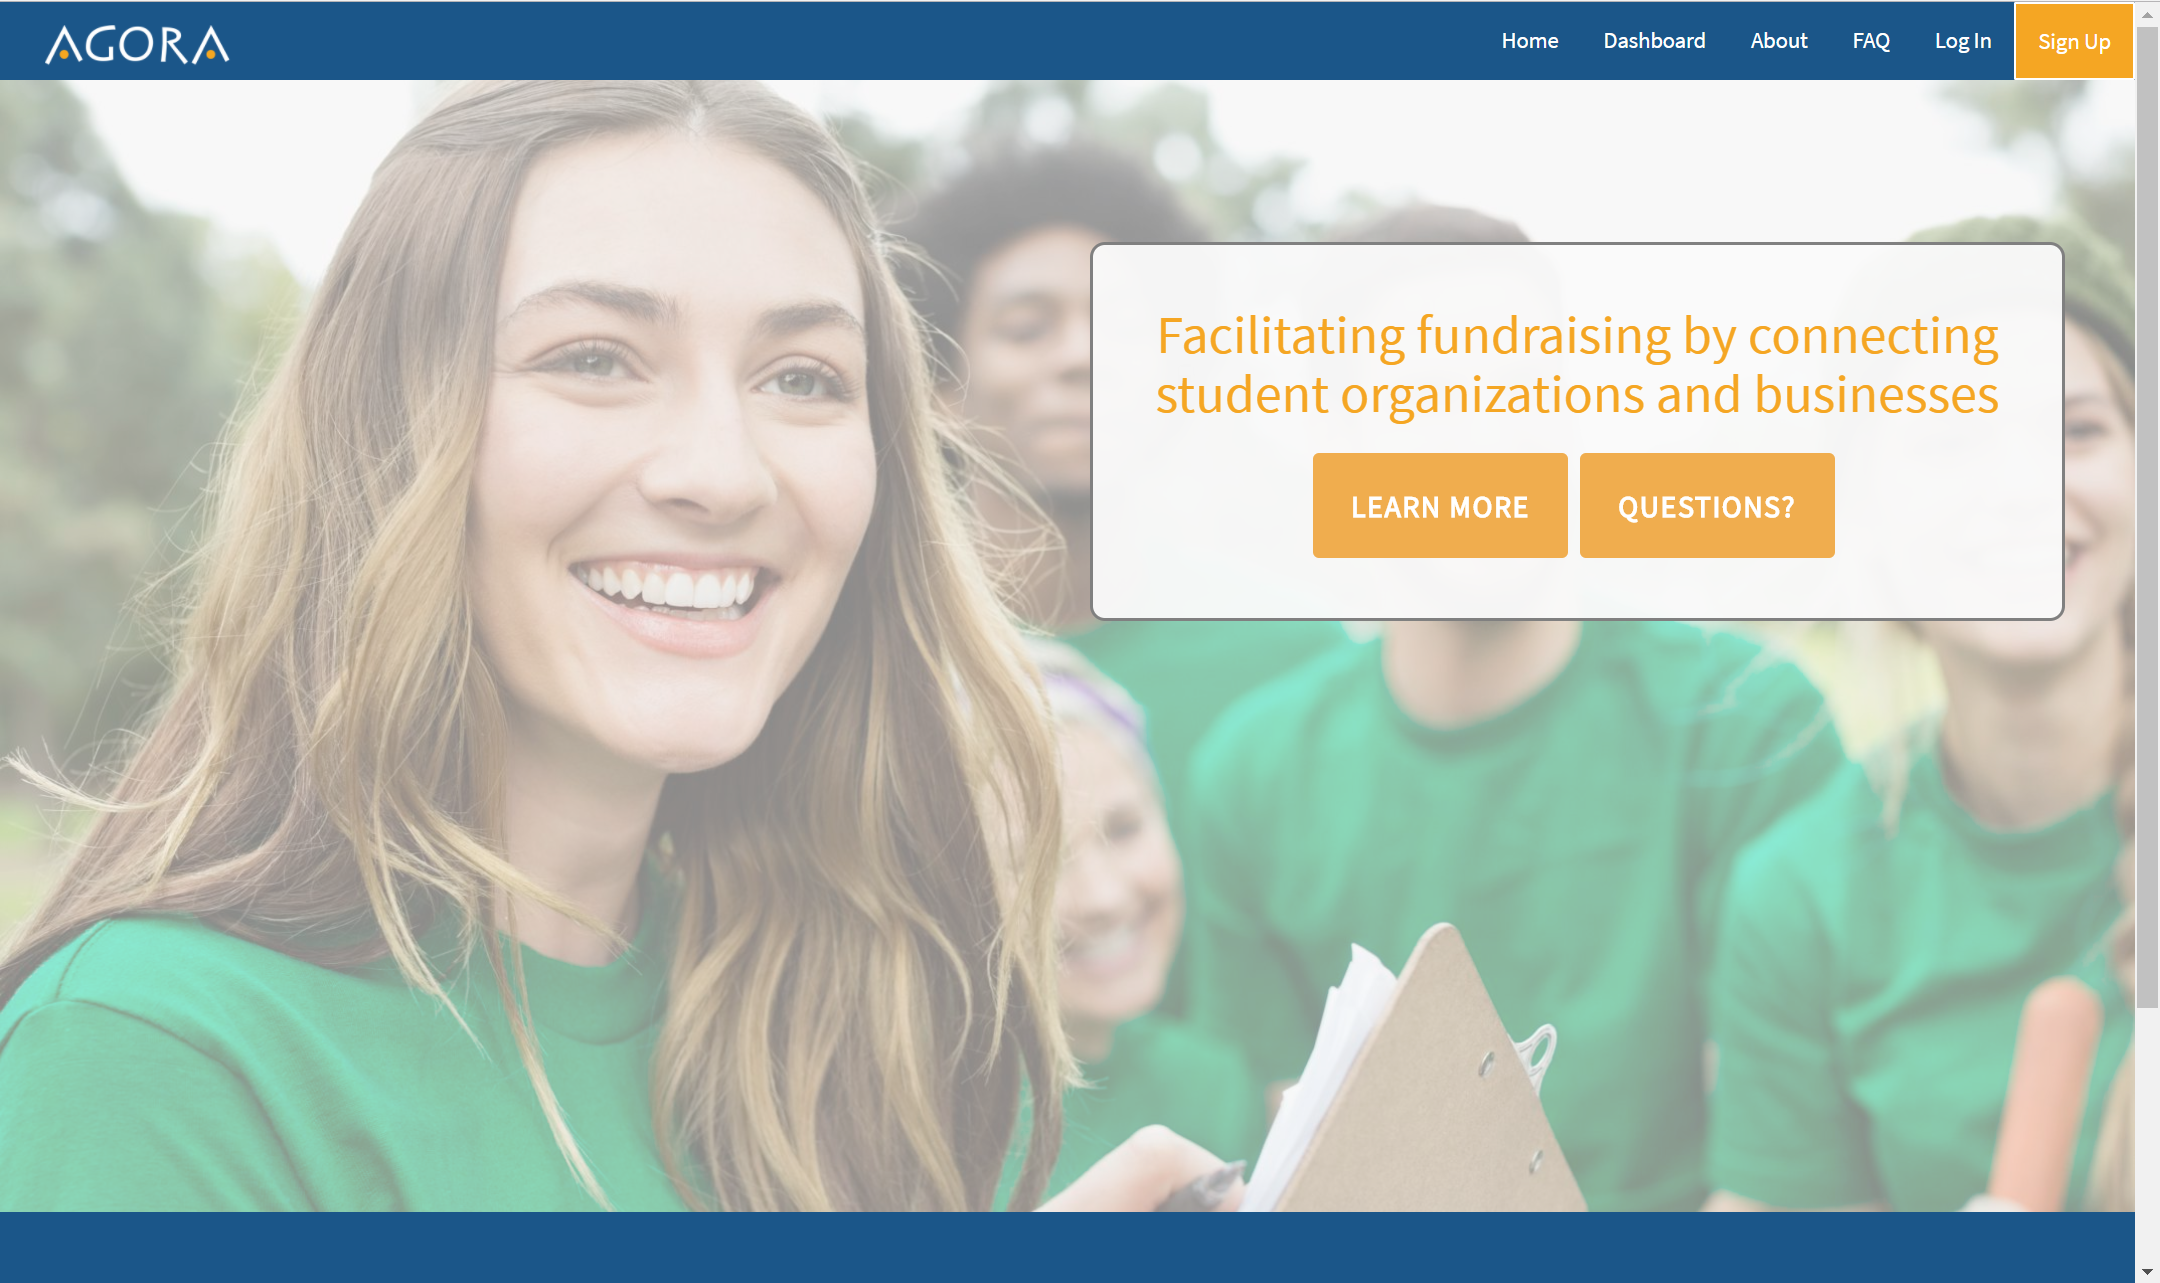 AGORA
Home Dashboard About FAQ Log In Sign Up
Facilitating fundraising by connecting
student organizations and businesses
LEARN MORE QUESTIONS?